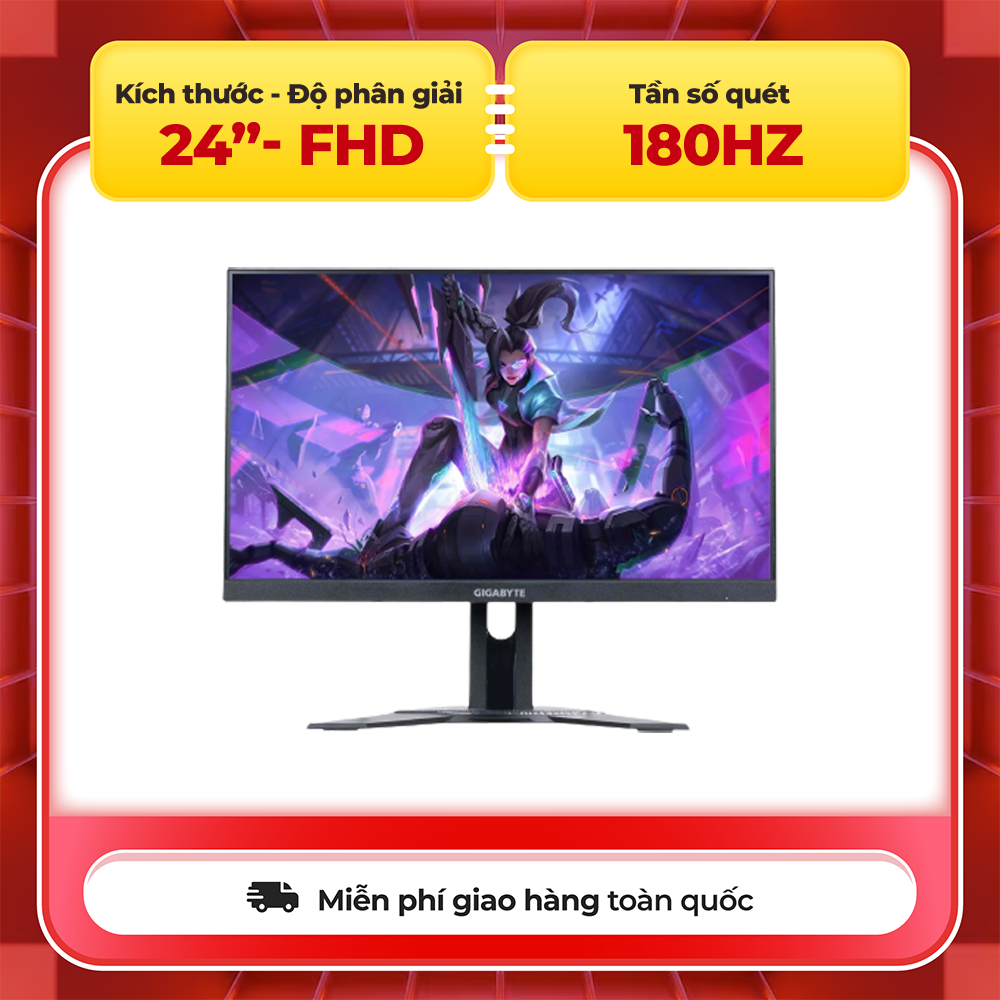 Kích thước - Độ phân giải
24”- FHD
Tần số quét
180HZ
GIGABYTE
Miễn phí giao hàng toàn quốc